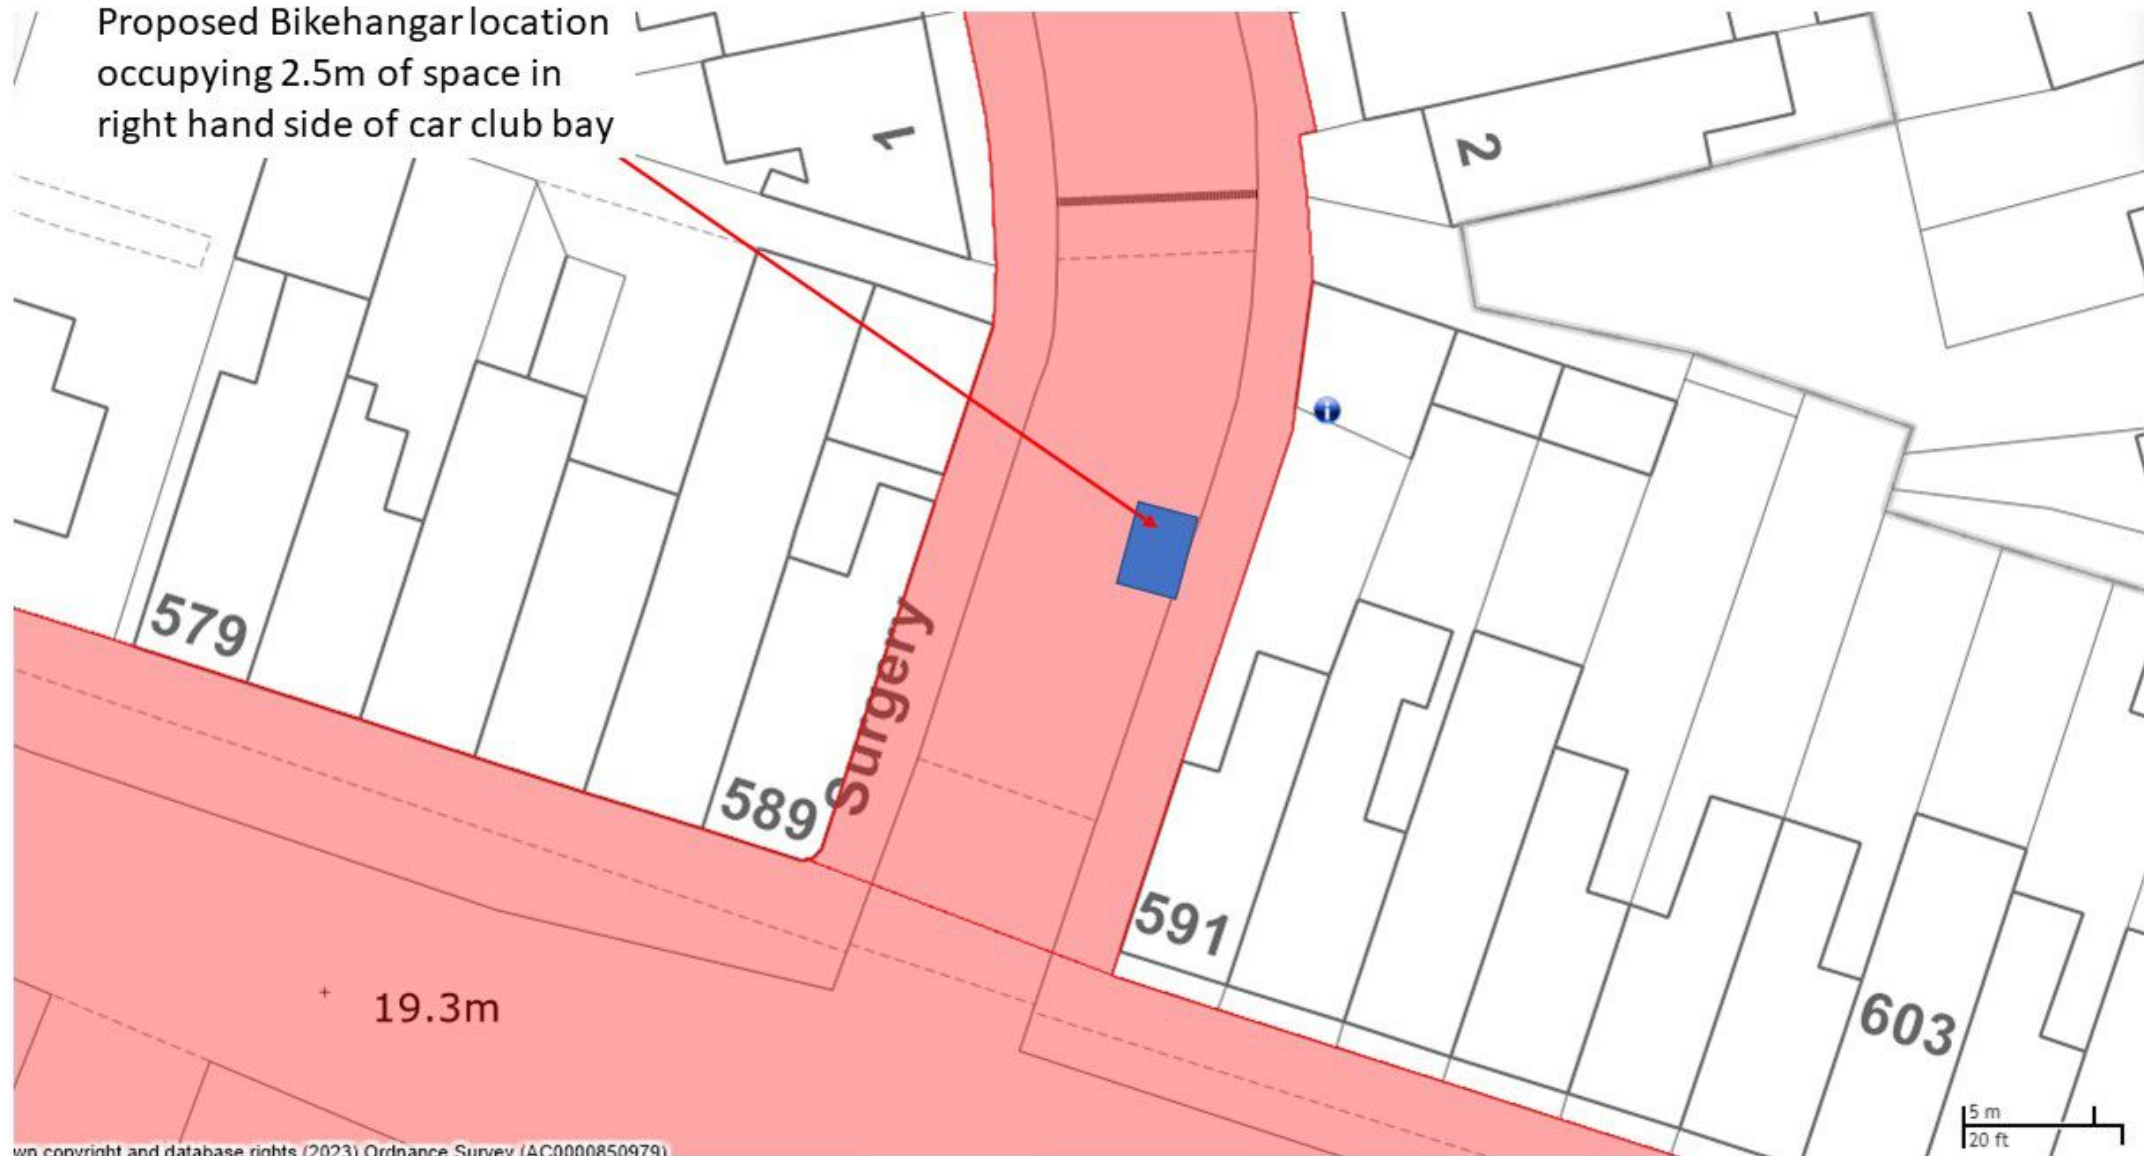 Proposed Bikehangar location
occupying 2.5m of space in
right hand side of car club bay
1
2
i
579
Surgery
589
591
603
19.3m
5 m
20 ft
wn copyright and database rights (2023) Ordnance Survey (AC0000850979)